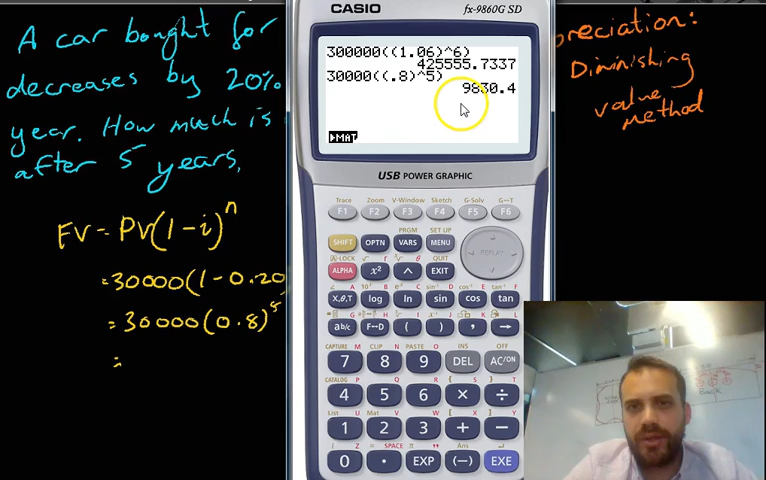 A car bought for
decreases by 20%
year. How much is
after 5 years,
FV = PV(1-i)^n
=30000(1-0.20
=30000(0.8)^5
=
CASIO
fx-9860G SD
300000((1.06)^6)
425555.7337
30000((.8)^5)
9830.4
▶MAT
USB POWER GRAPHIC
Trace Zoom V-Window Sketch G-Solv G↔T
F1 F2 F3 F4 F5 F6
PRGM SET UP
SHIFT OPTN VARS MENU
REPLAY
A-LOCK QUIT
ALPHA x² ^ EXIT
X,θ,T log ln sin cos tan
ab/c F↔D ( ) , →
CAPTURE CLIP PASTE INS OFF
7 8 9 DEL AC/ON
CATALOG
4 5 6 × ÷
List Mat
1 2 3 + −
SPACE Ans
0 . EXP (−) EXE
preciation:
Diminishing
value
method
Back